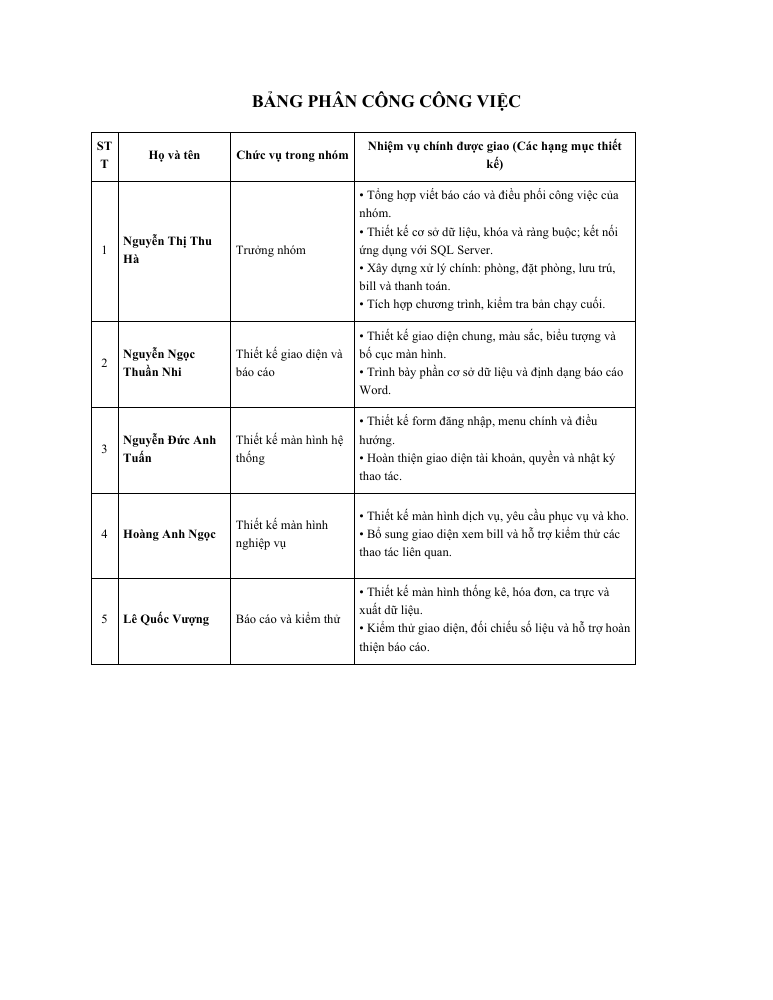 BẢNG PHÂN CÔNG CÔNG VIỆC
ST
T
Họ và tên
Chức vụ trong nhóm
Nhiệm vụ chính được giao (Các hạng mục thiết
kế)
1
Nguyễn Thị Thu
Hà
Trưởng nhóm
• Tổng hợp viết báo cáo và điều phối công việc của
nhóm.
• Thiết kế cơ sở dữ liệu, khóa và ràng buộc; kết nối
ứng dụng với SQL Server.
• Xây dựng xử lý chính: phòng, đặt phòng, lưu trú,
bill và thanh toán.
• Tích hợp chương trình, kiểm tra bản chạy cuối.
2
Nguyễn Ngọc
Thuần Nhi
Thiết kế giao diện và
báo cáo
• Thiết kế giao diện chung, màu sắc, biểu tượng và
bố cục màn hình.
• Trình bày phần cơ sở dữ liệu và định dạng báo cáo
Word.
3
Nguyễn Đức Anh
Tuấn
Thiết kế màn hình hệ
thống
• Thiết kế form đăng nhập, menu chính và điều
hướng.
• Hoàn thiện giao diện tài khoản, quyền và nhật ký
thao tác.
4
Hoàng Anh Ngọc
Thiết kế màn hình
nghiệp vụ
• Thiết kế màn hình dịch vụ, yêu cầu phục vụ và kho.
• Bổ sung giao diện xem bill và hỗ trợ kiểm thử các
thao tác liên quan.
5
Lê Quốc Vượng
Báo cáo và kiểm thử
• Thiết kế màn hình thống kê, hóa đơn, ca trực và
xuất dữ liệu.
• Kiểm thử giao diện, đối chiếu số liệu và hỗ trợ hoàn
thiện báo cáo.